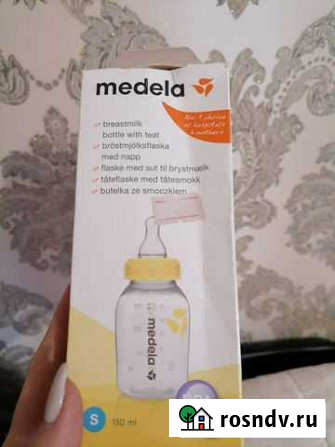 medela
No. 1 choice
of hospitals
& mothers
breastmilk
bottle with teat
bröstmjölksflaska
med napp
flaske med sut til brystmælk
tåteflaske med tåtesmokk
butelka ze smoczkiem
medela
S
150 ml
rosndv.ru